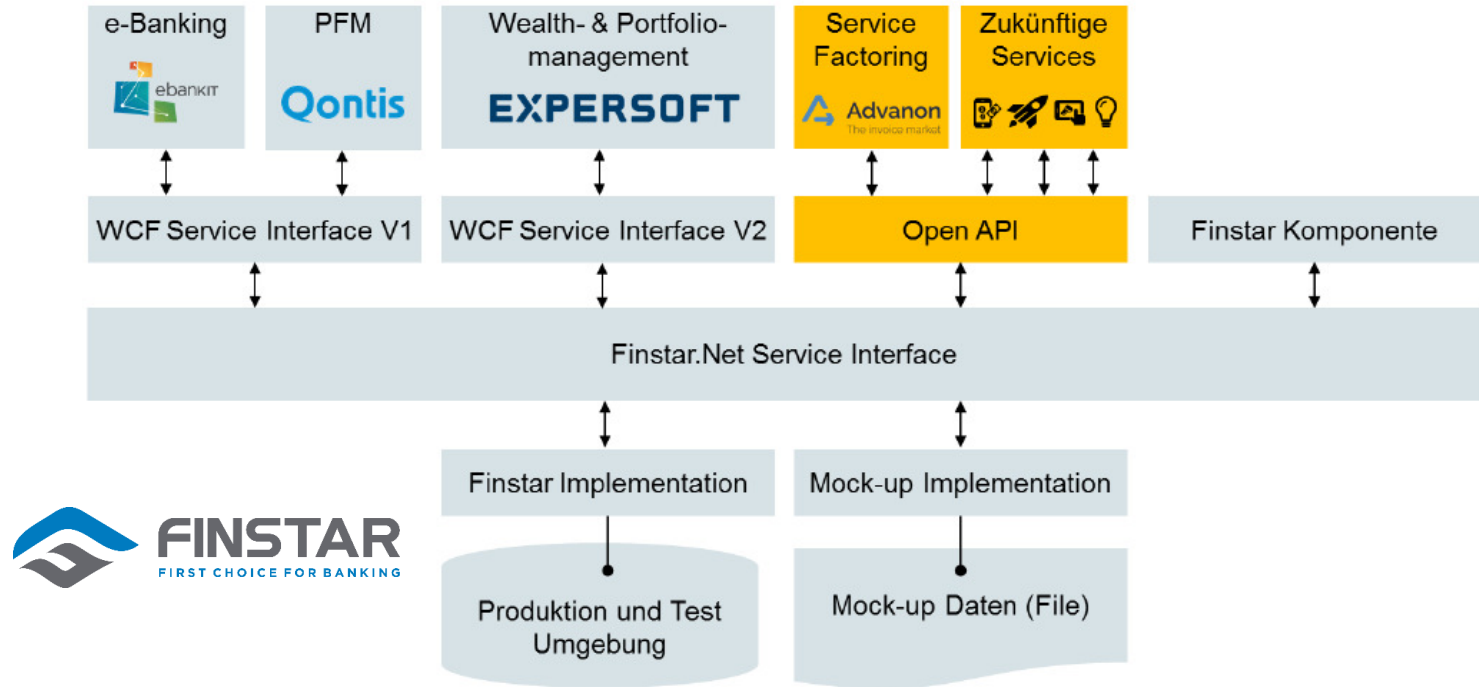 e-Banking
ebankIT
PFM
Qontis
Wealth- & Portfolio-
management
EXPERSOFT
Service
Factoring
Advanon
The invoice market
Zukünftige
Services
WCF Service Interface V1
WCF Service Interface V2
Open API
Finstar Komponente
Finstar.Net Service Interface
Finstar Implementation
Mock-up Implementation
FINSTAR
FIRST CHOICE FOR BANKING
Produktion und Test
Umgebung
Mock-up Daten (File)